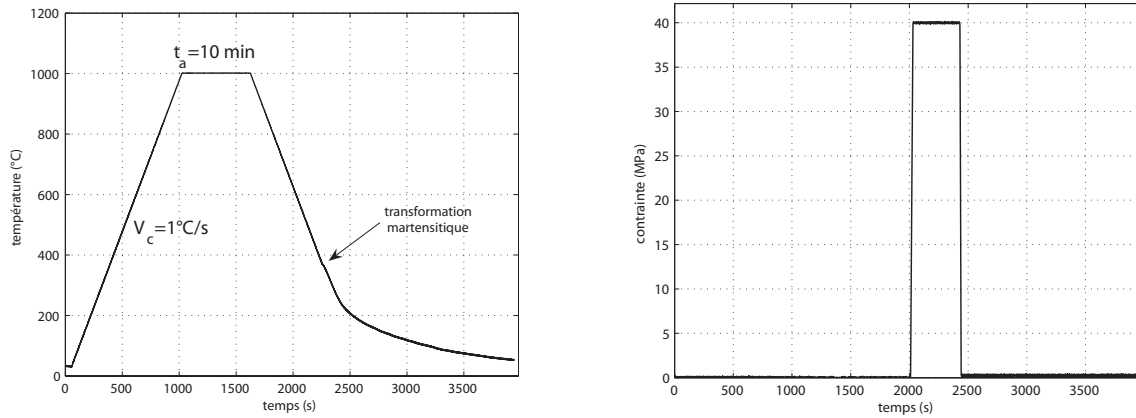 1200
1000
800
600
400
200
0
température (°C)
t_a=10 min
V_c=1°C/s
transformation
martensitique
0 500 1000 1500 2000 2500 3000 3500
temps (s)
40
35
30
25
20
15
10
5
0
contrainte (MPa)
0 500 1000 1500 2000 2500 3000 3500
temps (s)